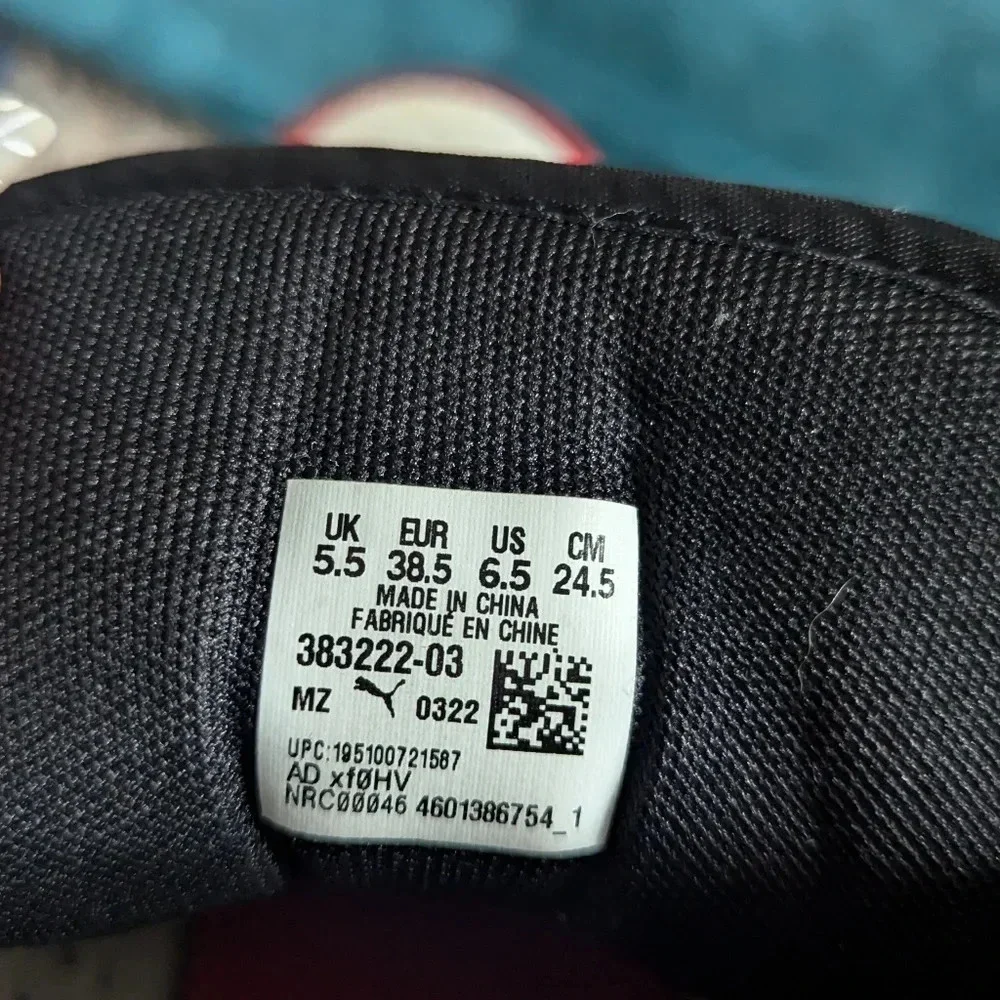 UK EUR US CM
5.5 38.5 6.5 24.5
MADE IN CHINA
FABRIQUÉ EN CHINE
383222-03
MZ 0322
UPC:195100721587
AD xf0HV
NRC00046 4601386754_1